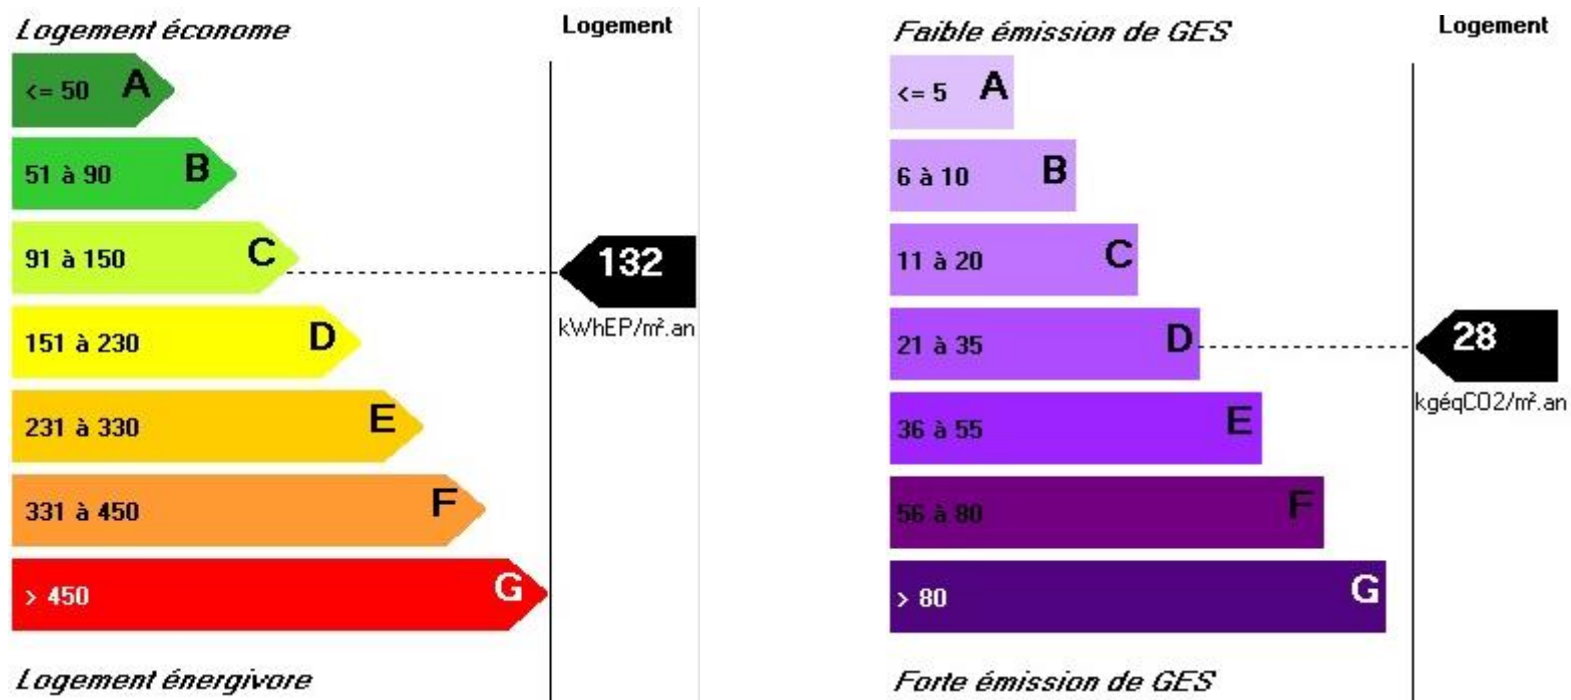 Logement économe
Logement
<= 50 A
51 à 90 B
91 à 150 C
132
kWhEP/m².an
151 à 230 D
231 à 330 E
331 à 450 F
> 450 G
Logement énergivore
Faible émission de GES
Logement
<= 5 A
6 à 10 B
11 à 20 C
21 à 35 D
28
kgéqCO2/m².an
36 à 55 E
56 à 80 F
> 80 G
Forte émission de GES